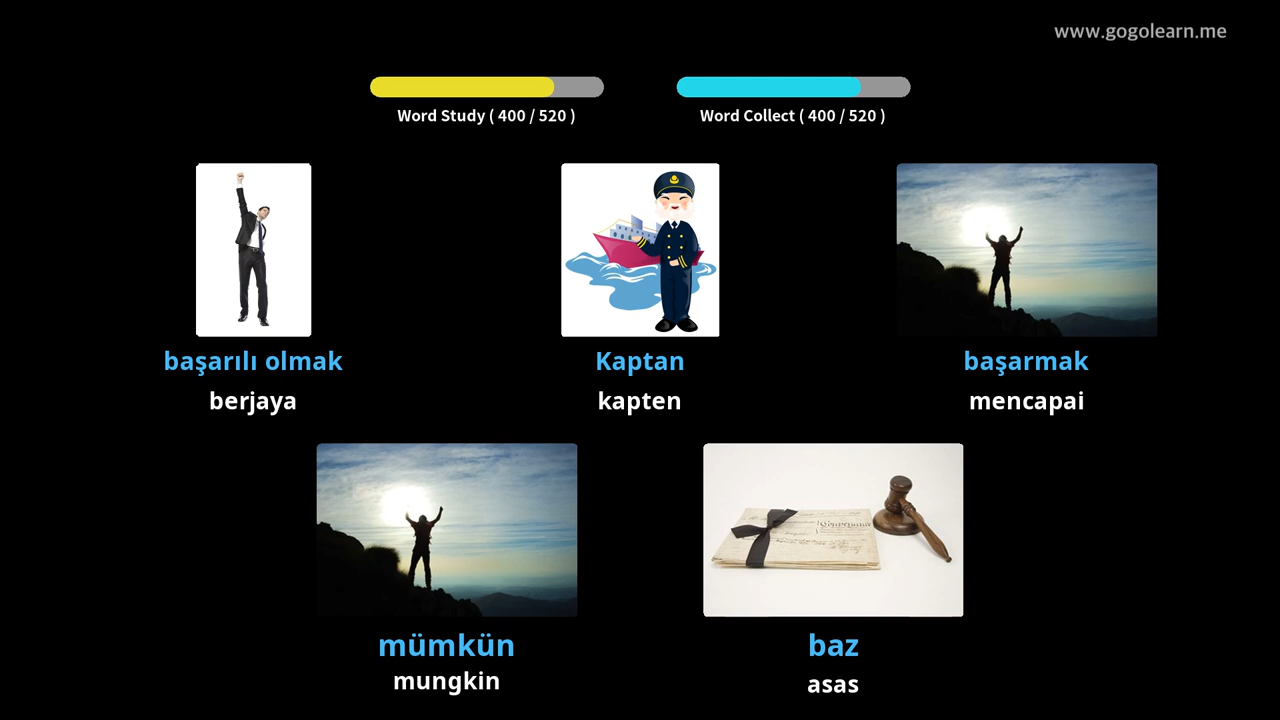 www.gogolearn.me
Word Study ( 400 / 520 )
Word Collect ( 400 / 520 )
başarılı olmak
berjaya
Kaptan
kapten
başarmak
mencapai
mümkün
mungkin
baz
asas